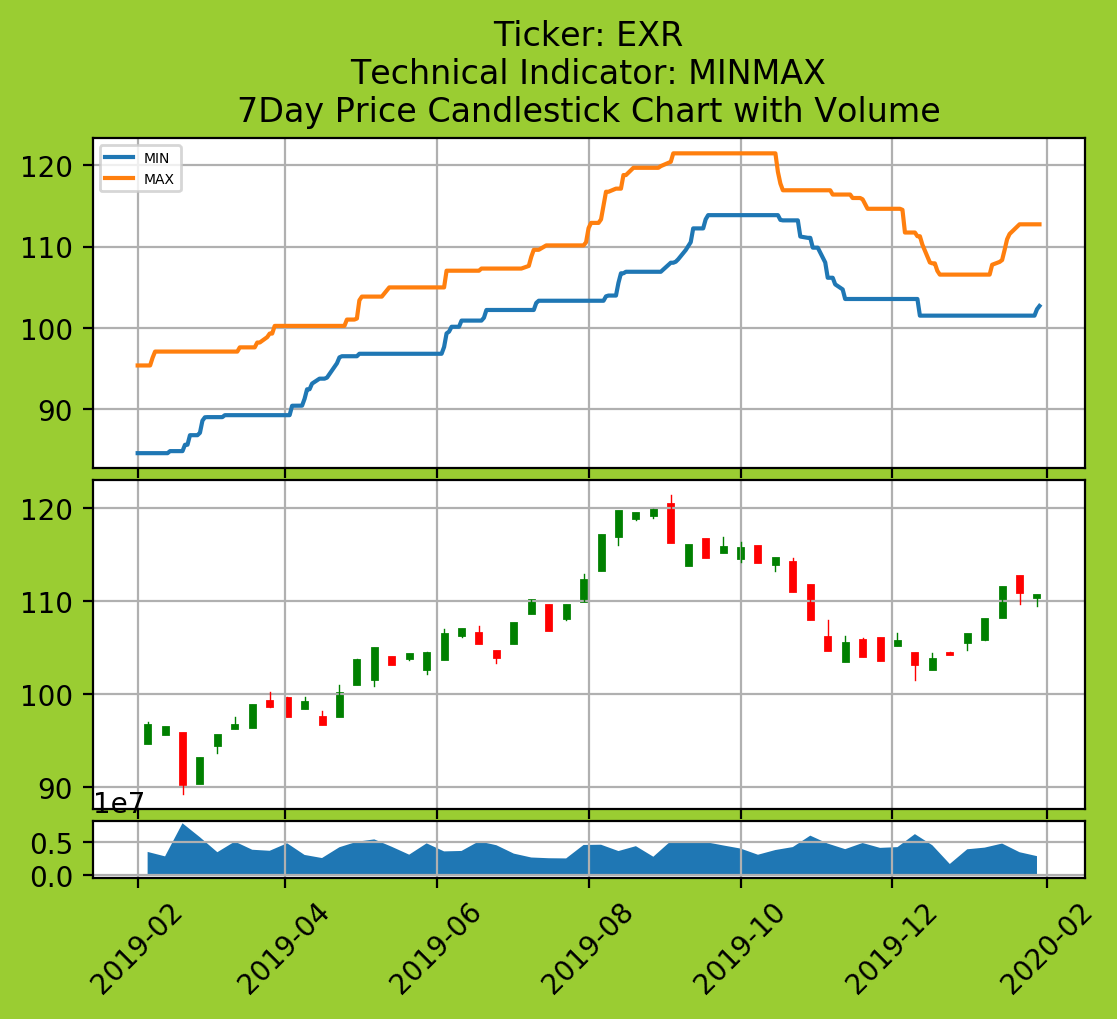 Ticker: EXR
Technical Indicator: MINMAX
7Day Price Candlestick Chart with Volume
MIN
MAX
120
110
100
90
120
110
100
90
1e7
0.5
0.0
2019-02
2019-04
2019-06
2019-08
2019-10
2019-12
2020-02